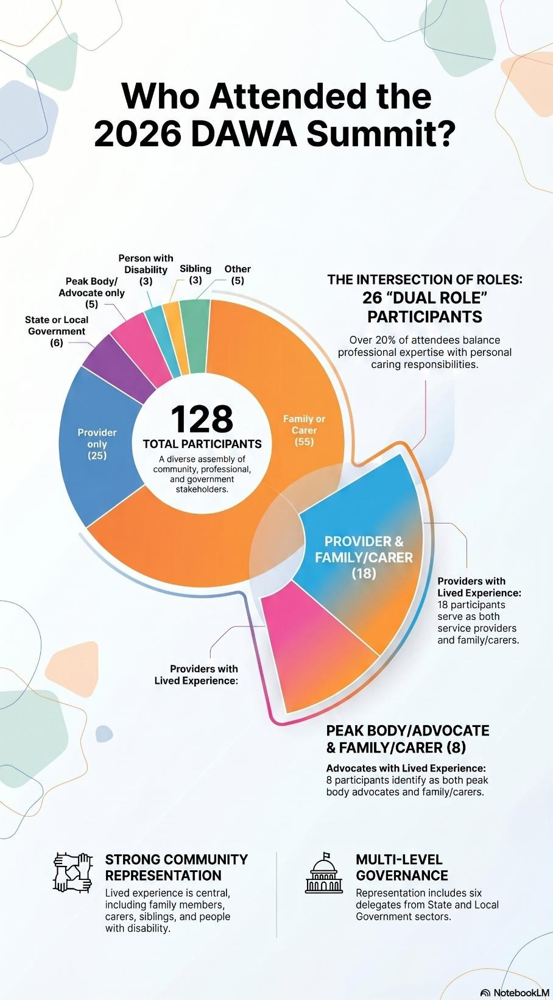 Who Attended the
2026 DAWA Summit?
Person with
Disability
(3)
Sibling
(3)
Other
(5)
Peak Body/
Advocate only
(5)
State or Local
Government
(6)
THE INTERSECTION OF ROLES:
26 “DUAL ROLE”
PARTICIPANTS
Over 20% of attendees balance
professional expertise with personal
caring responsibilities.
128
TOTAL PARTICIPANTS
A diverse assembly of
community, professional,
and government
stakeholders.
Family or
Carer
(55)
Provider
only
(25)
PROVIDER &
FAMILY/CARER
(18)
Providers with
Lived Experience:
18 participants
serve as both
service providers
and family/carers.
Providers with
Lived Experience:
PEAK BODY/ADVOCATE
& FAMILY/CARER (8)
Advocates with Lived Experience:
8 participants identify as both peak
body advocates and family/carers.
STRONG COMMUNITY
REPRESENTATION
Lived experience is central,
including family members,
carers, siblings, and people
with disability.
MULTI-LEVEL
GOVERNANCE
Representation includes six
delegates from State and Local
Government sectors.
NotebookLM